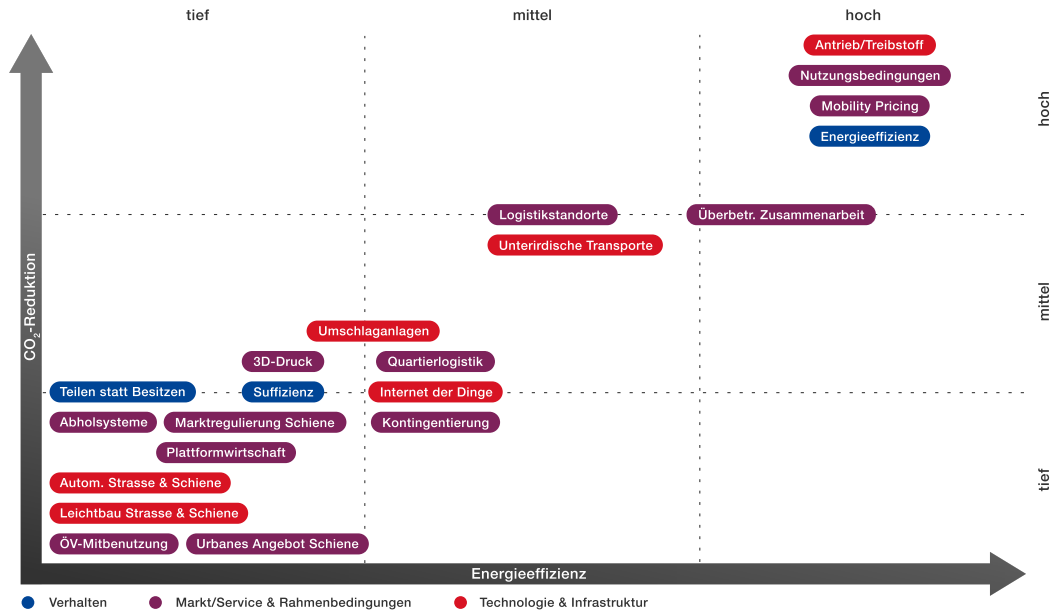 tief mittel hoch
Antrieb/Treibstoff
Nutzungsbedingungen
hoch
Mobility Pricing
Energieeffizienz
Logistikstandorte Überbetr. Zusammenarbeit
Unterirdische Transporte
mittel
CO2-Reduktion
Umschlaganlagen
3D-Druck Quartierlogistik
Teilen statt Besitzen Suffizienz Internet der Dinge
Abholsysteme Marktregulierung Schiene Kontingentierung
Plattformwirtschaft
tief
Autom. Strasse & Schiene
Leichtbau Strasse & Schiene
ÖV-Mitbenutzung Urbanes Angebot Schiene
Energieeffizienz
Verhalten Markt/Service & Rahmenbedingungen Technologie & Infrastruktur